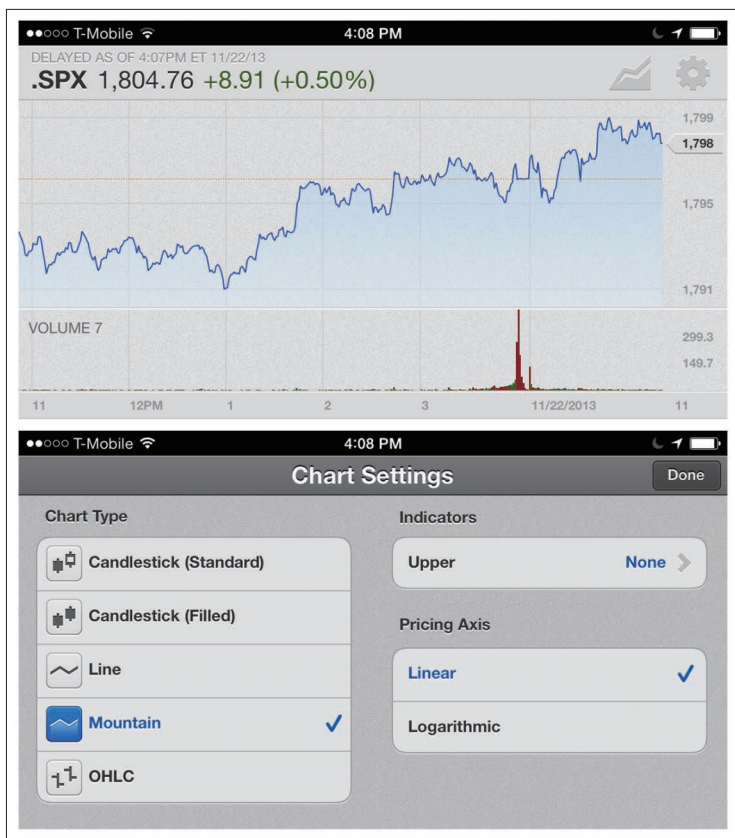 T-Mobile 4:08 PM
DELAYED AS OF 4:07PM ET 11/22/13
.SPX 1,804.76 +8.91 (+0.50%)
1,799
1,798
1,795
1,791
VOLUME 7
299.3
149.7
11 12PM 1 2 3 11/22/2013 11
T-Mobile 4:08 PM
Chart Settings Done
Chart Type
Candlestick (Standard)
Candlestick (Filled)
Line
Mountain
OHLC
Indicators
Upper None
Pricing Axis
Linear
Logarithmic